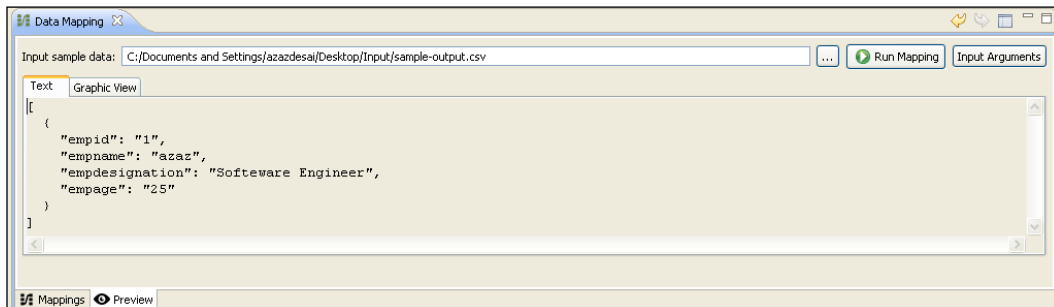 Data Mapping
Input sample data: C:/Documents and Settings/azazdesai/Desktop/Input/sample-output.csv ... Run Mapping Input Arguments
Text Graphic View
[
{
"empid": "1",
"empname": "azaz",
"empdesignation": "Softeware Engineer",
"empage": "25"
}
]
Mappings Preview